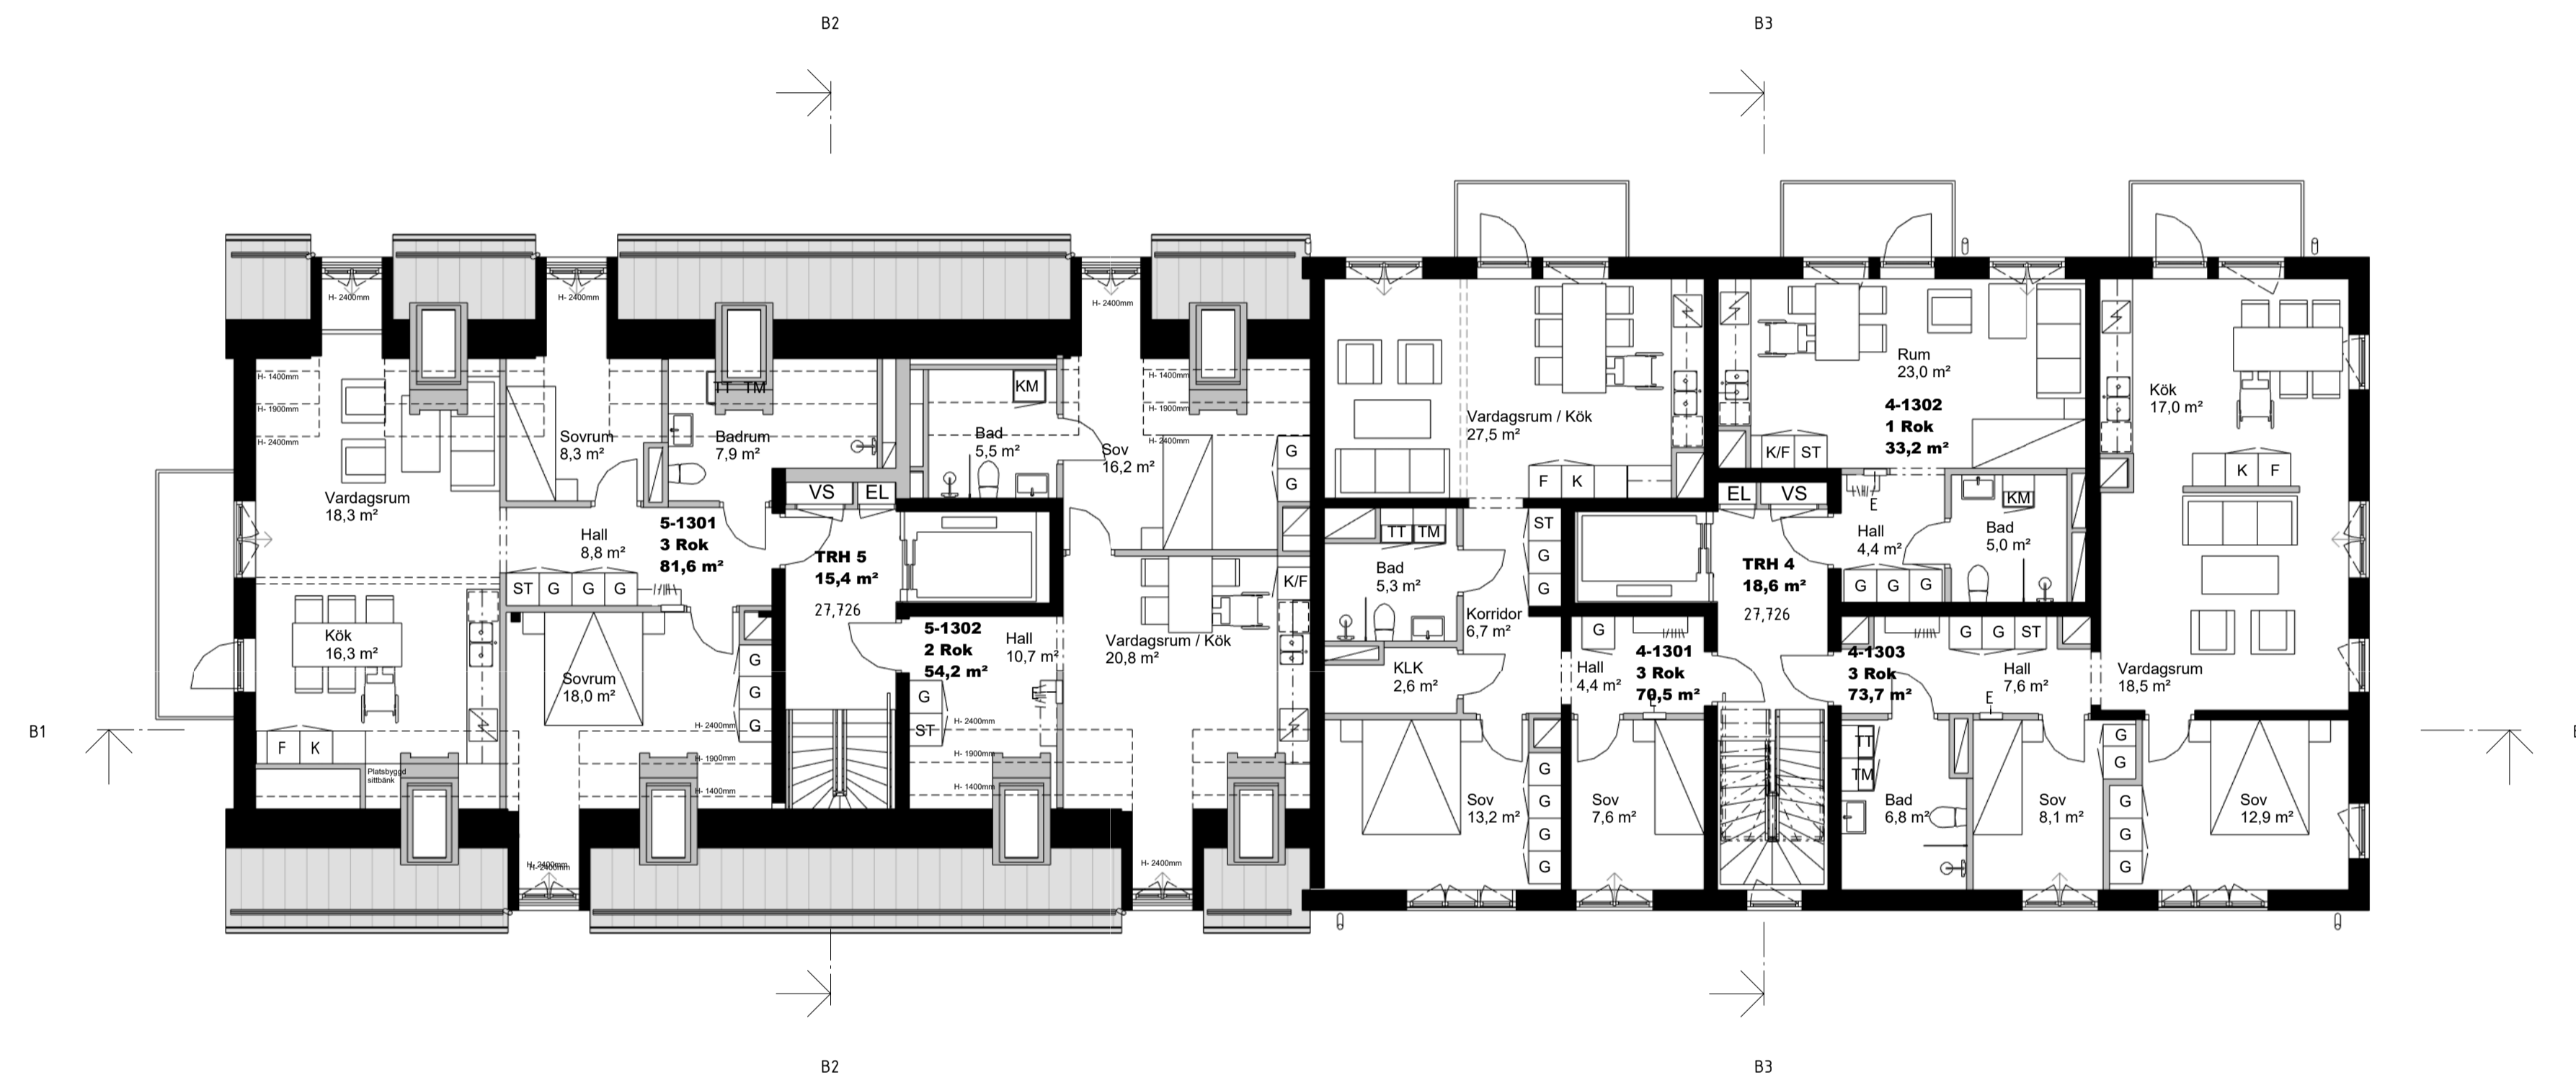 B2
B3
H- 2400mm
H- 2400mm
H- 2400mm
H- 1400mm
H- 1900mm
H- 2400mm
Vardagsrum
18,3 m²
Sovrum
8,3 m²
TT TM
Badrum
7,9 m²
VS
EL
Hall
8,8 m²
5-1301
3 Rok
81,6 m²
ST
G
G
G
Kök
16,3 m²
F
K
Platsbyggd
sittbänk
Sovrum
18,0 m²
G
G
G
H- 2400mm
H- 1900mm
H- 1400mm
H- 2400mm
H- 2400mm
TRH 5
15,4 m²
27,726
KM
Bad
5,5 m²
H- 1400mm
H- 1900mm
H- 2400mm
Sov
16,2 m²
G
G
K/F
5-1302
2 Rok
54,2 m²
Hall
10,7 m²
G
ST
H- 2400mm
H- 1900mm
H- 1400mm
Vardagsrum / Kök
20,8 m²
H- 2400mm
Vardagsrum / Kök
27,5 m²
F
K
TT
TM
Bad
5,3 m²
ST
G
G
Korridor
6,7 m²
KLK
2,6 m²
Sov
13,2 m²
G
G
G
G
G
Hall
4,4 m²
4-1301
3 Rok
70,5 m²
E
Sov
7,6 m²
EL
VS
TRH 4
18,6 m²
27,726
Rum
23,0 m²
4-1302
1 Rok
33,2 m²
K/F
ST
E
Hall
4,4 m²
G
G
G
KM
Bad
5,0 m²
Kök
17,0 m²
K
F
4-1303
3 Rok
73,7 m²
G
G
ST
Hall
7,6 m²
E
Vardagsrum
18,5 m²
TT
TM
Bad
6,8 m²
Sov
8,1 m²
G
G
G
G
G
Sov
12,9 m²
B1
B2
B3